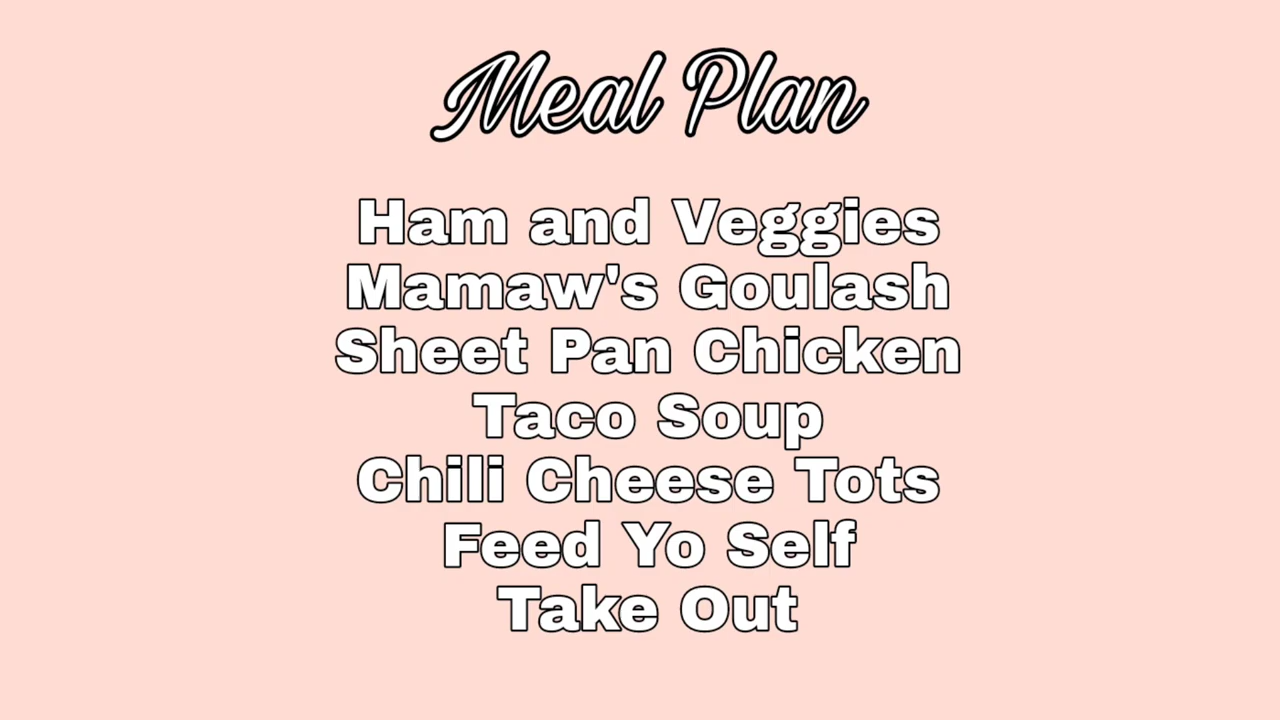 Meal Plan
Ham and Veggies
Mamaw's Goulash
Sheet Pan Chicken
Taco Soup
Chili Cheese Tots
Feed Yo Self
Take Out